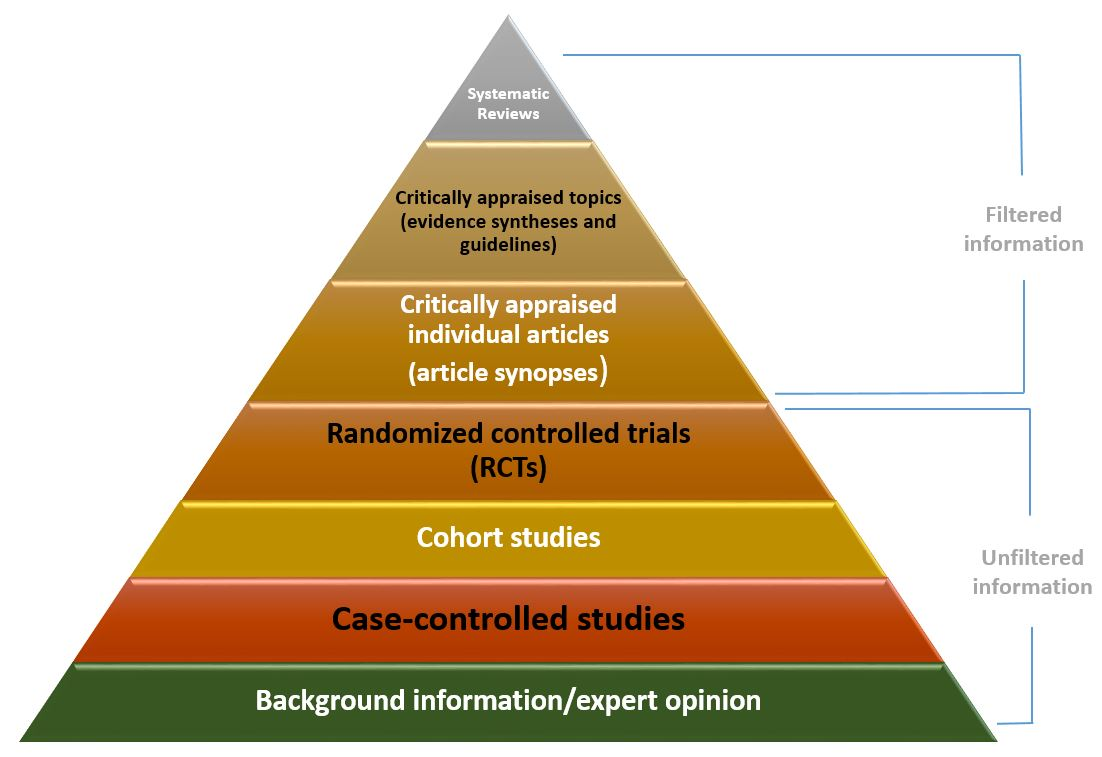 Systematic
Reviews
Critically appraised topics
(evidence syntheses and
guidelines)
Filtered
information
Critically appraised
individual articles
(article synopses)
Randomized controlled trials
(RCTs)
Cohort studies
Unfiltered
information
Case-controlled studies
Background information/expert opinion